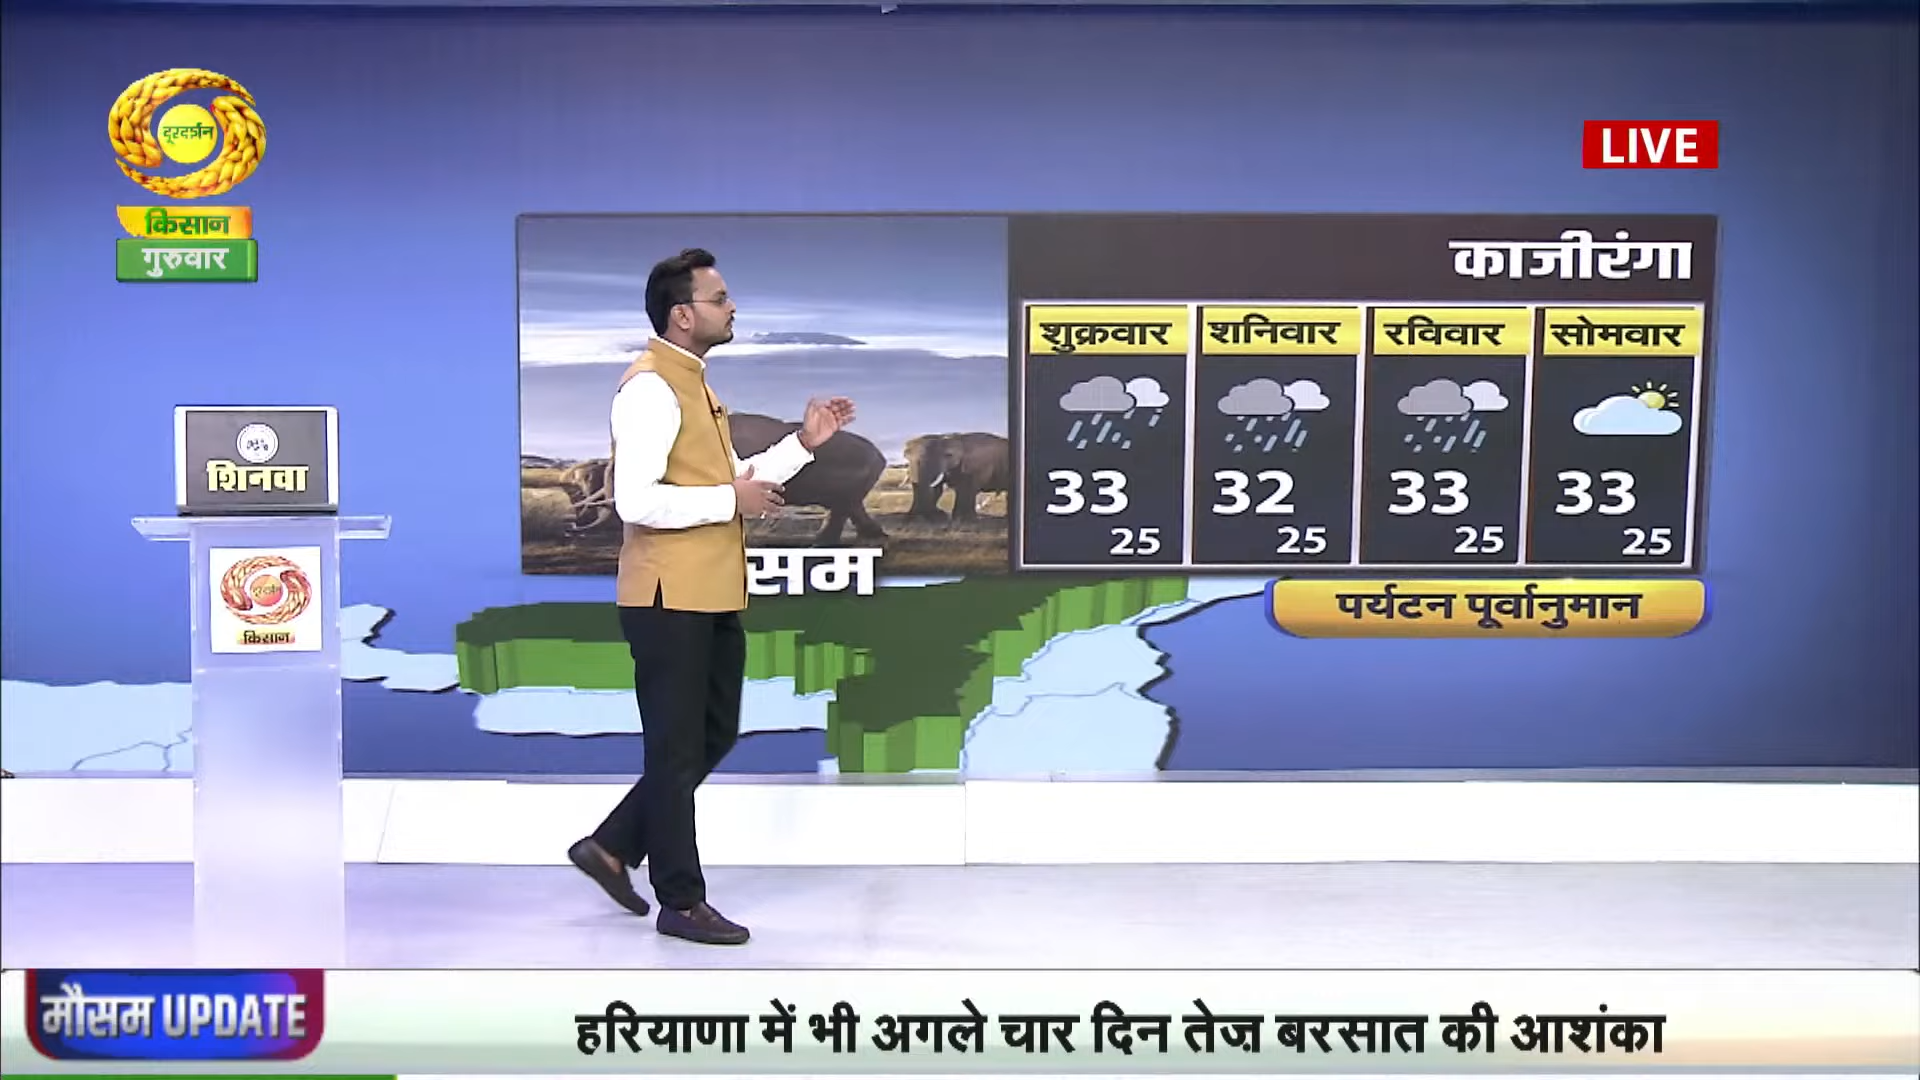 दूरदर्शन
किसान
गुरुवार
LIVE
काजीरंगा
शुक्रवार शनिवार रविवार सोमवार
33 32 33 33
25 25 25 25
पर्यटन पूर्वानुमान
सम
शिनवा
किसान
मौसम UPDATE
हरियाणा में भी अगले चार दिन तेज़ बरसात की आशंका